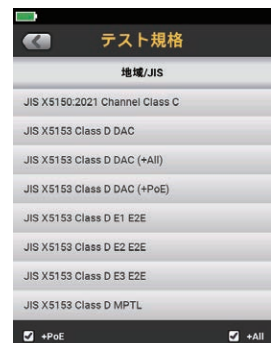 テスト規格
地域/JIS
JIS X5150:2021 Channel Class C
JIS X5153 Class D DAC
JIS X5153 Class D DAC (+All)
JIS X5153 Class D DAC (+PoE)
JIS X5153 Class D E1 E2E
JIS X5153 Class D E2 E2E
JIS X5153 Class D E3 E2E
JIS X5153 Class D MPTL
+PoE
+All